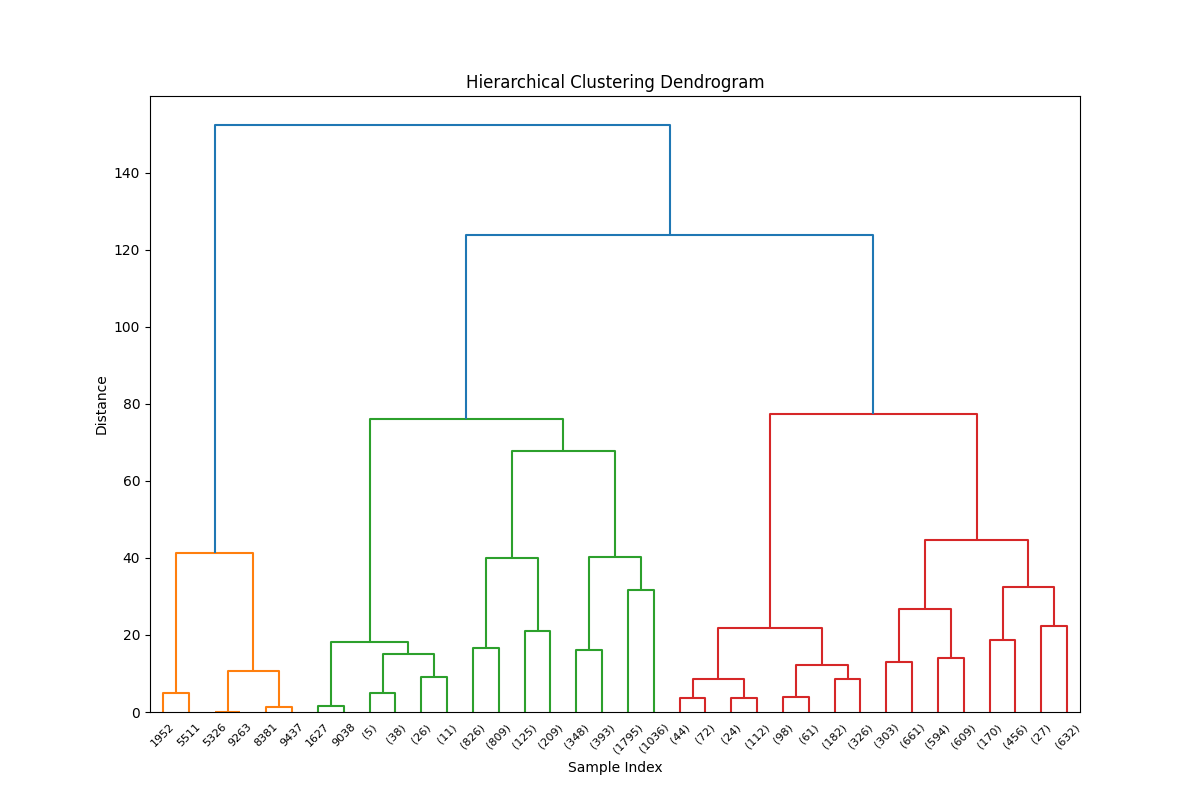 Hierarchical Clustering Dendrogram
140
120
100
80
60
40
20
0
Distance
1952 5511 5326 9263 8381 9437 1627 9038 (5) (38) (26) (11) (826) (809) (125) (209) (348) (393) (1795) (1036) (44) (72) (24) (112) (98) (61) (182) (326) (303) (661) (594) (609) (170) (456) (27) (632)
Sample Index